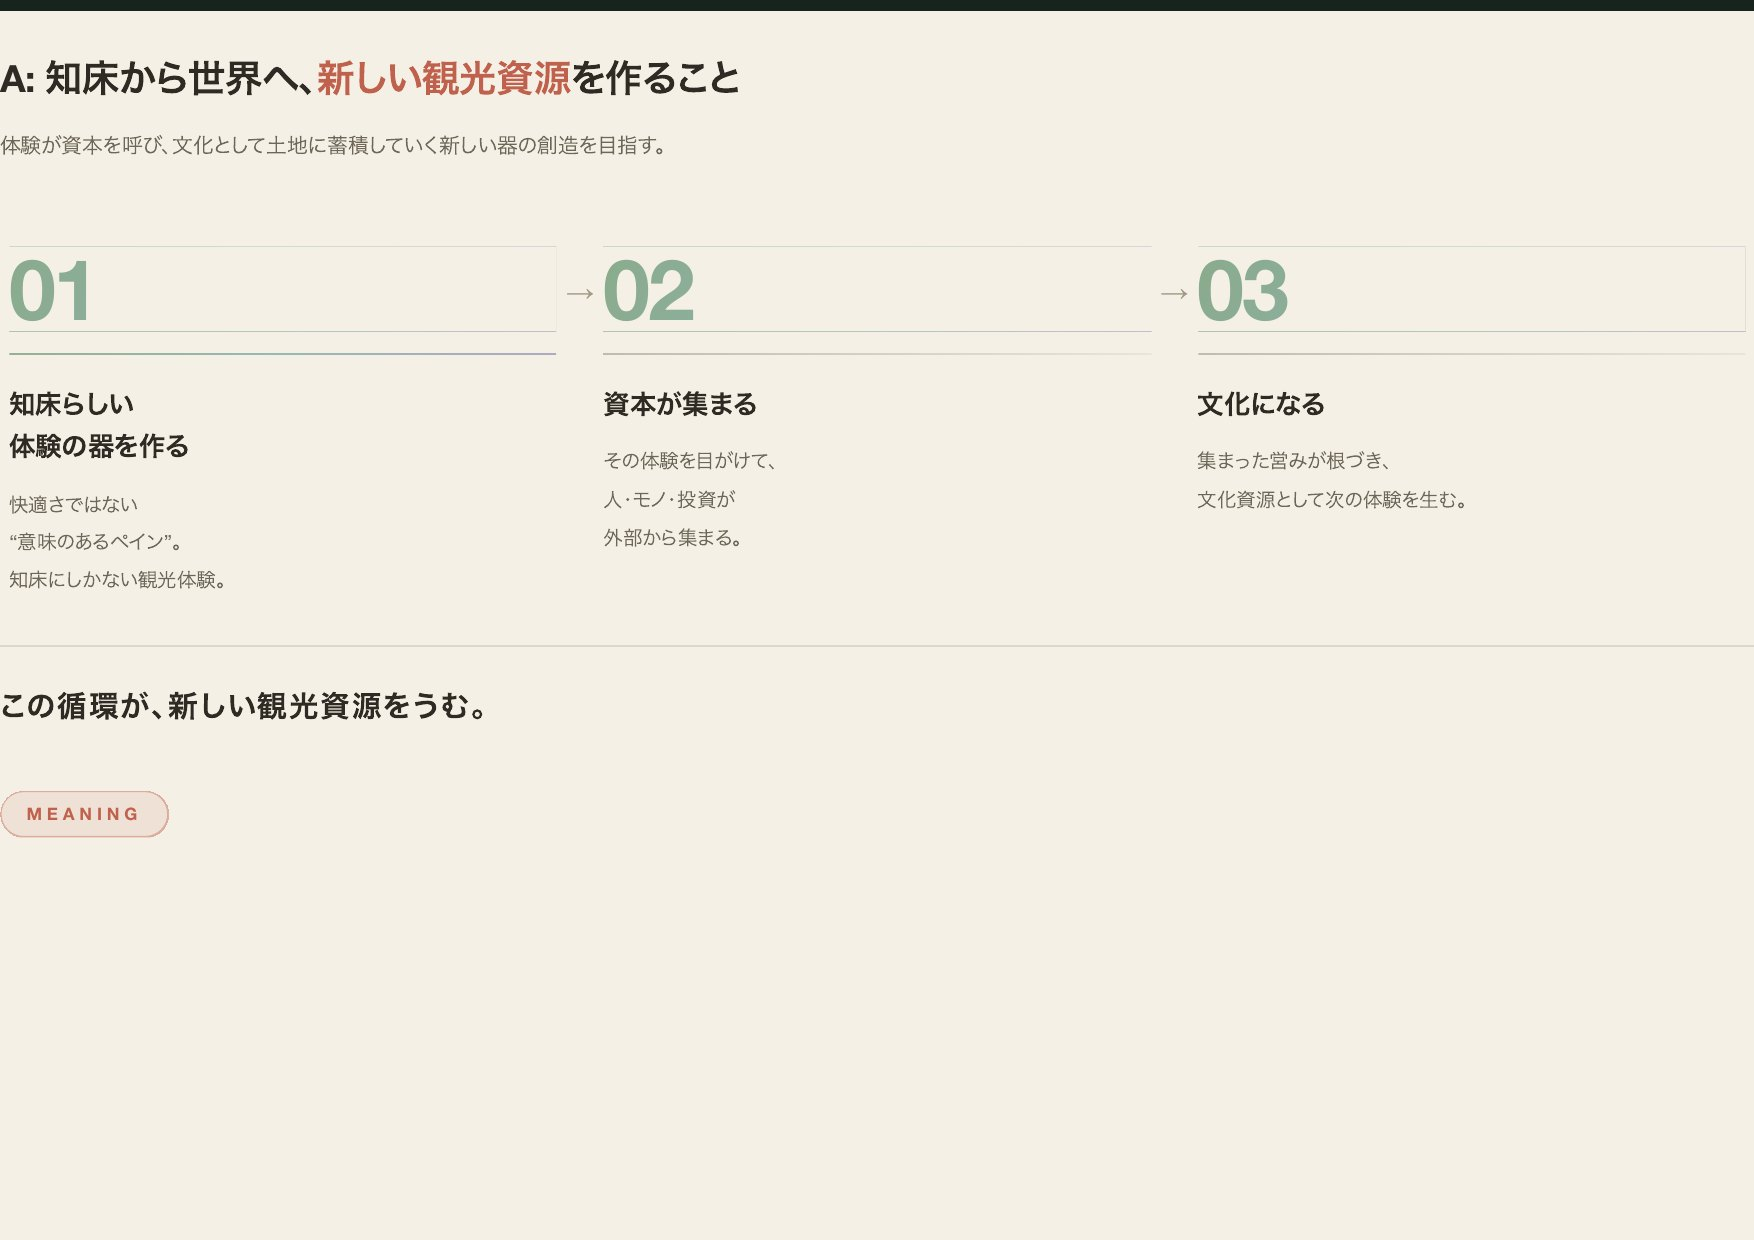 A: 知床から世界へ、新しい観光資源を作ること
体験が資本を呼び、文化として土地に蓄積していく新しい器の創造を目指す。
01
知床らしい
体験の器を作る
快適さではない
“意味のあるペイン”。
知床にしかない観光体験。
→
02
資本が集まる
その体験を目がけて、
人・モノ・投資が
外部から集まる。
→
03
文化になる
集まった営みが根づき、
文化資源として次の体験を生む。
この循環が、新しい観光資源をうむ。
MEANING